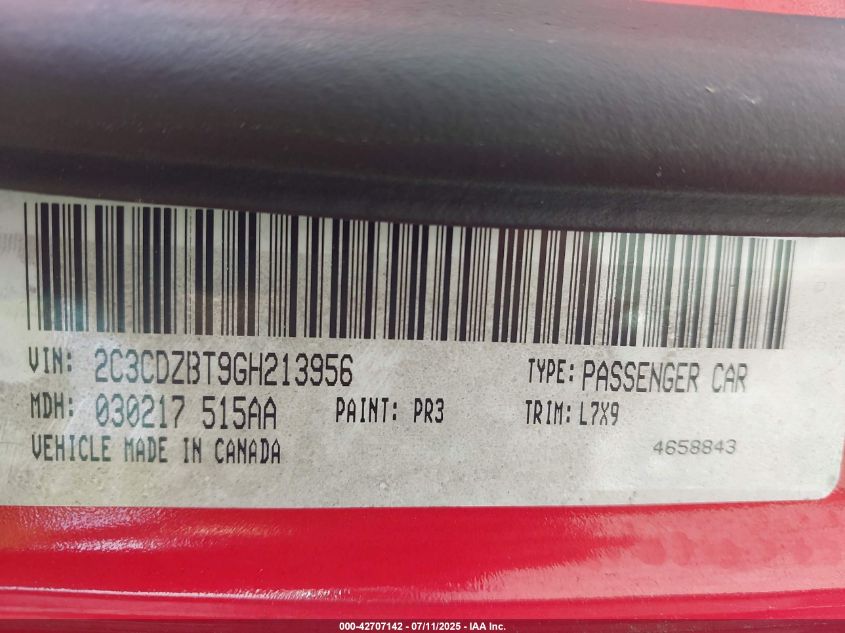 VIN: 2C3CDZBT9GH213956 TYPE: PASSENGER CAR
MDH: 030217 515AA PAINT: PR3 TRIM: L7X9
VEHICLE MADE IN CANADA 4658843
000-42707142 / 07/11/2025 - IAA Inc.